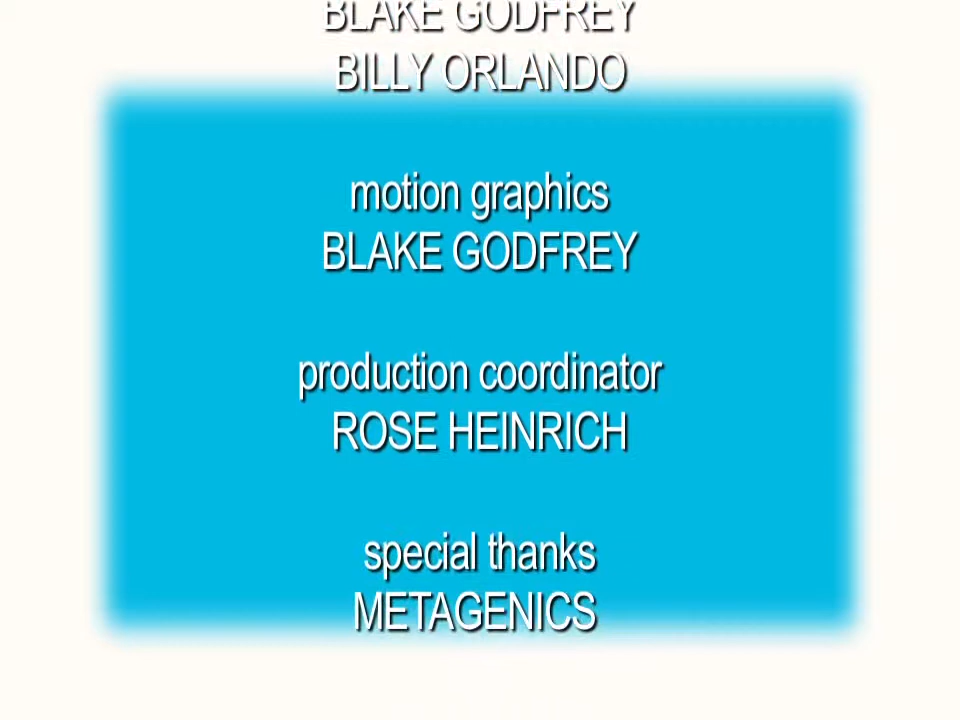 BLAKE GODFREY
BILLY ORLANDO
motion graphics
BLAKE GODFREY
production coordinator
ROSE HEINRICH
special thanks
METAGENICS